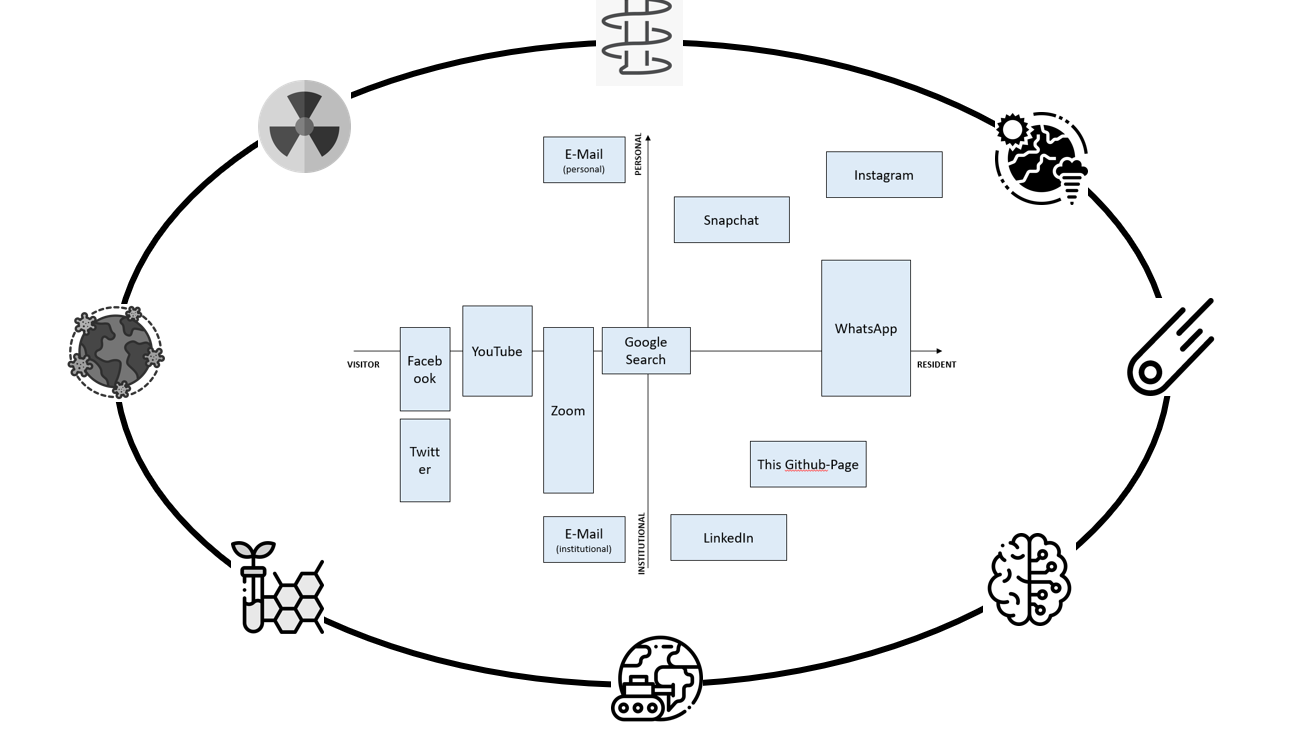 PERSONAL
E-Mail
(personal)
Instagram
Snapchat
Google
Search
WhatsApp
YouTube
Faceb
ook
VISITOR
RESIDENT
Zoom
Twitt
er
This Github-Page
INSTITUTIONAL
E-Mail
(institutional)
LinkedIn